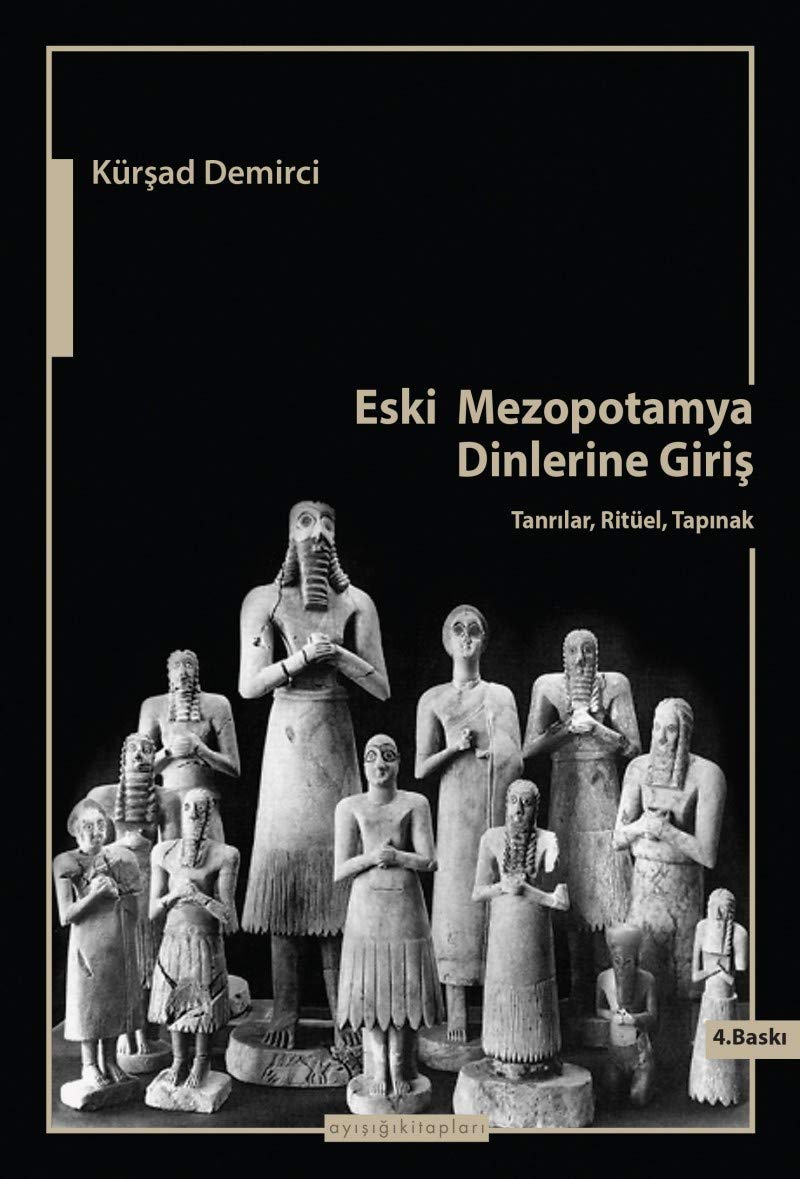 Kürşad Demirci
Eski Mezopotamya
Dinlerine Giriş
Tanrılar, Ritüel, Tapınak
4.Baskı
ayışığıkitapları